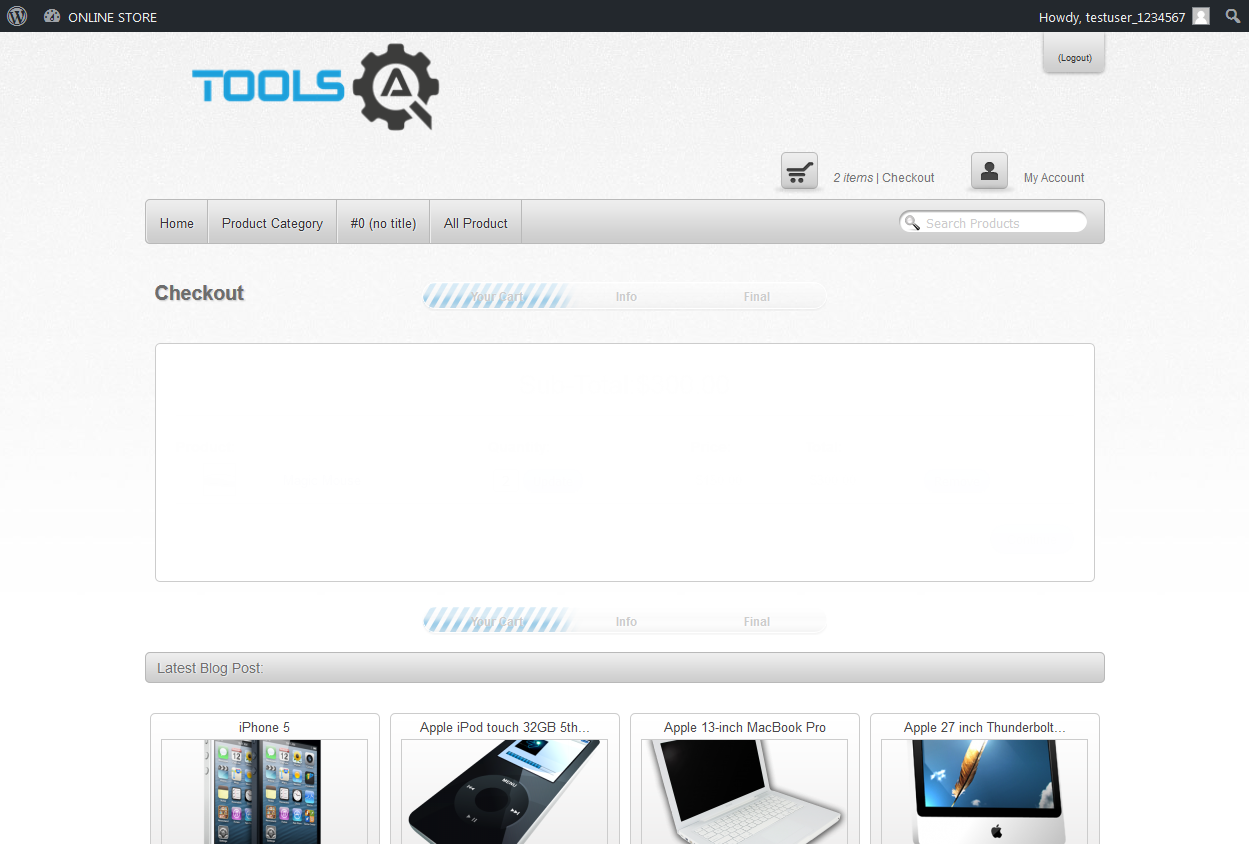 ONLINE STORE
Howdy, testuser_1234567
(Logout)
TOOLS QA
2 items | Checkout
My Account
Home
Product Category
#0 (no title)
All Product
Search Products
Checkout
Your Cart
Info
Final
Your Cart
Info
Final
Latest Blog Post:
iPhone 5
Apple iPod touch 32GB 5th...
Apple 13-inch MacBook Pro
Apple 27 inch Thunderbolt...
MENU